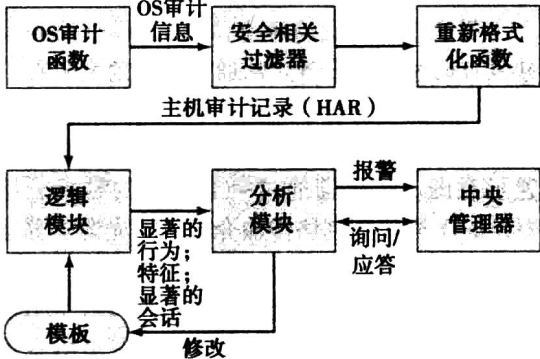 OS审计
函数
OS审计
信息
安全相关
过滤器
重新格式
化函数
主机审计记录（HAR）
逻辑
模块
显著的
行为；
特征；
显著的
会话
分析
模块
报警
询问/
应答
中央
管理器
模板
修改